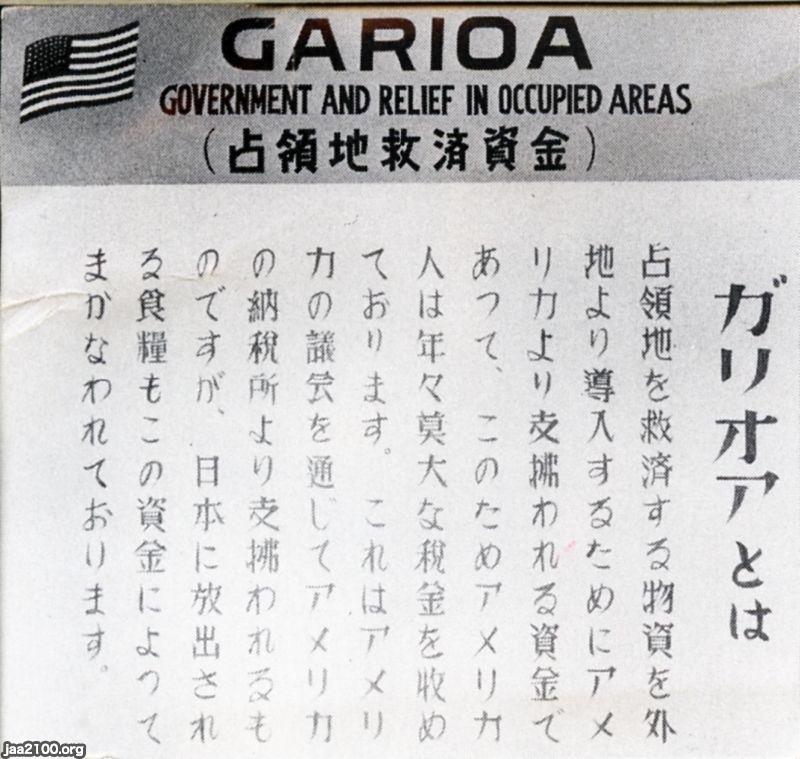 GARIOA
GOVERNMENT AND RELIEF IN OCCUPIED AREAS
(占領地救済資金)
ガリオアとは
占領地を救済する物資を外
地より導入するためにアメ
リカより支拂われる資金で
あつて、このためアメリカ
人は年々莫大な税金を收め
ております。これはアメリ
カの議会を通じてアメリカ
の納税所より支拂われるも
のですが、日本に放出され
る食糧もこの資金によつて
まかなわれております。
jaa2100.org